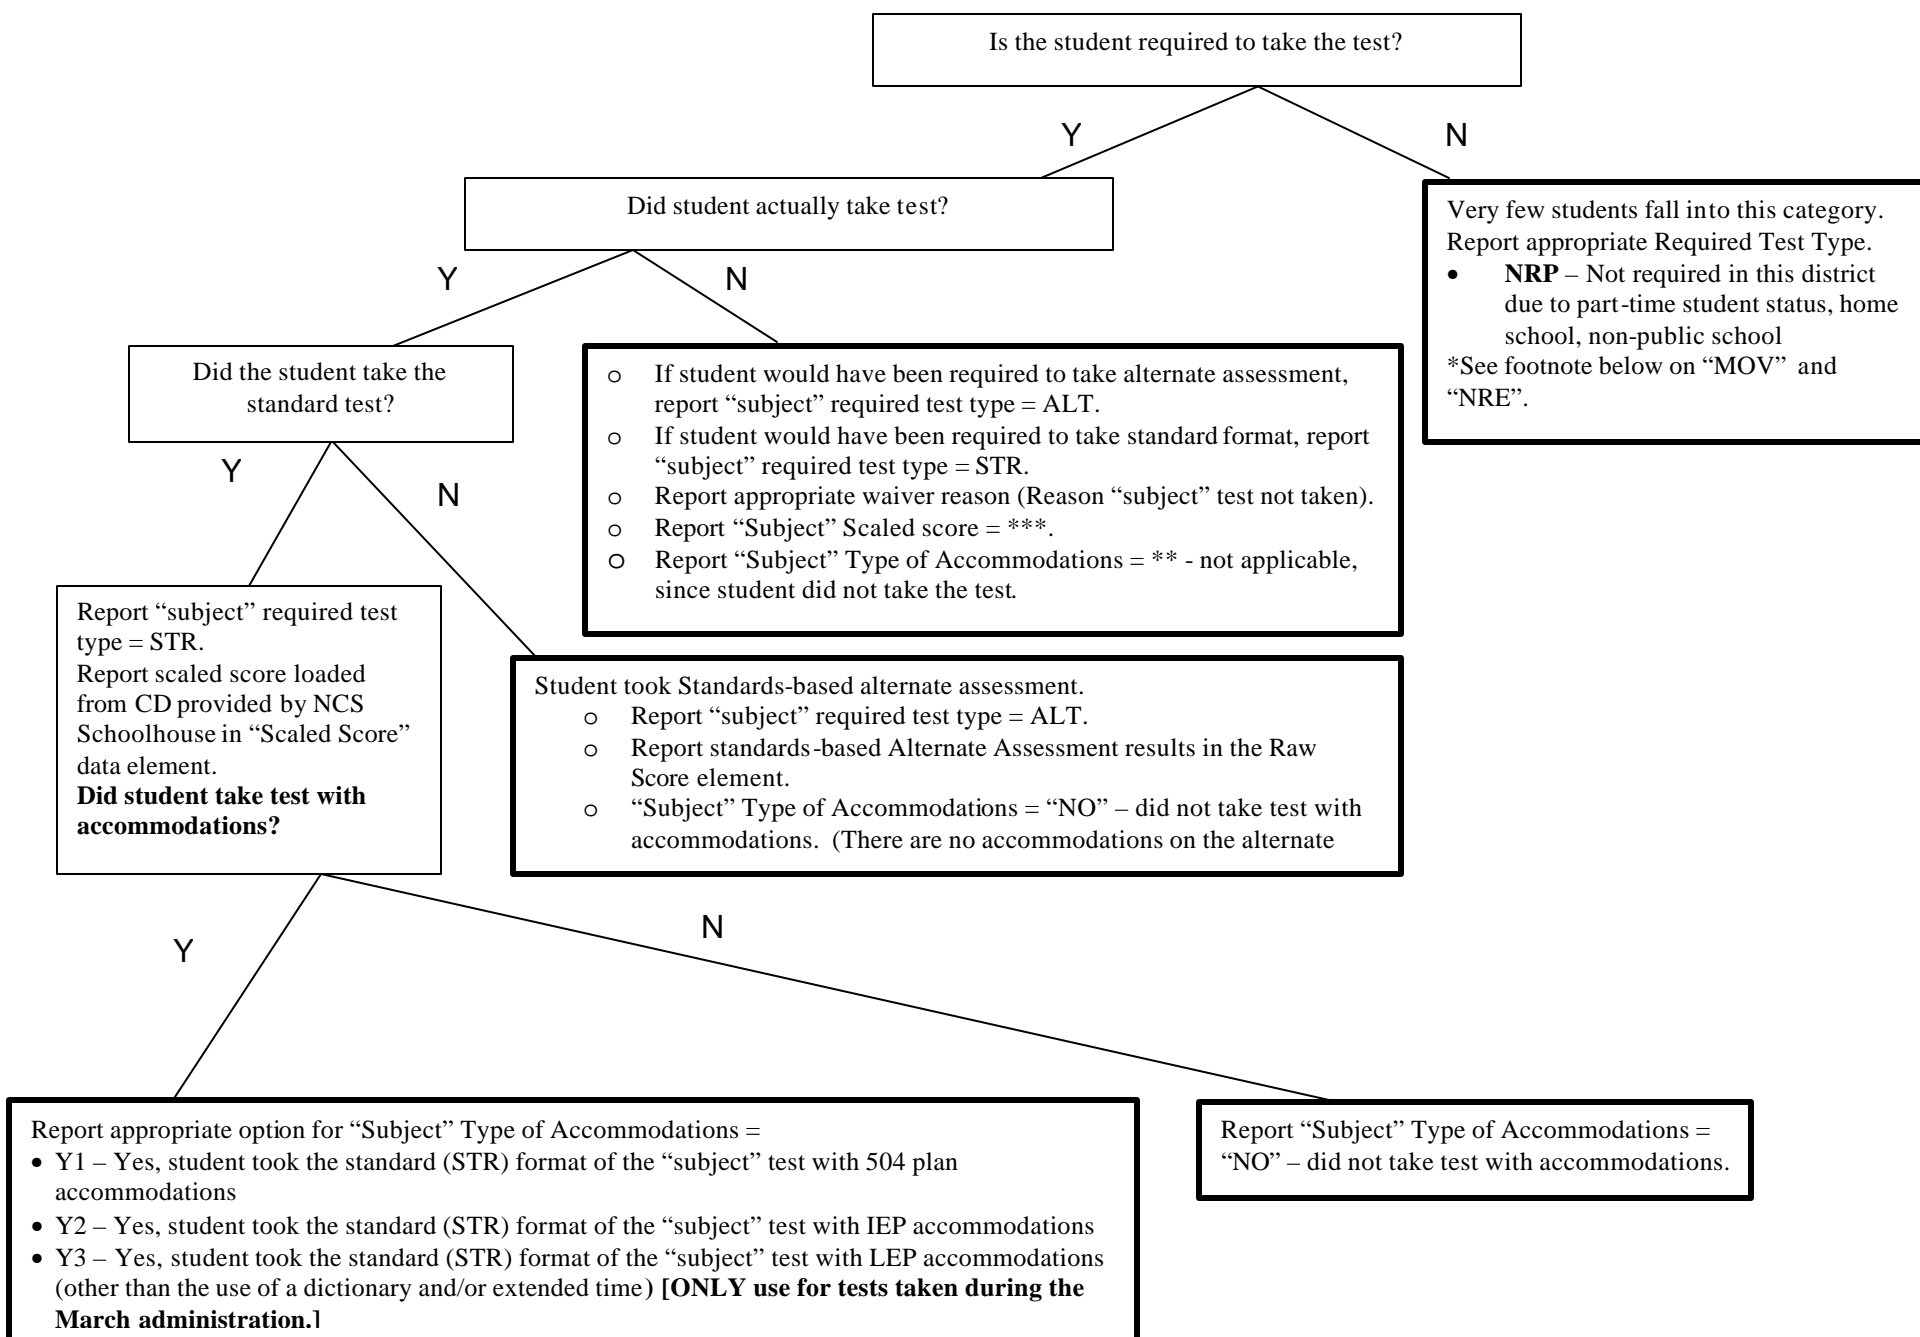 Is the student required to take the test?
Y
N
Did student actually take test?
Very few students fall into this category.
Report appropriate Required Test Type.
• NRP – Not required in this district
due to part-time student status, home
school, non-public school
*See footnote below on “MOV” and
“NRE”.
Y
N
Did the student take the
standard test?
o If student would have been required to take alternate assessment,
report “subject” required test type = ALT.
o If student would have been required to take standard format, report
“subject” required test type = STR.
o Report appropriate waiver reason (Reason “subject” test not taken).
o Report “Subject” Scaled score = ***.
o Report “Subject” Type of Accommodations = ** - not applicable,
since student did not take the test.
Y
N
Report “subject” required test
type = STR.
Report scaled score loaded
from CD provided by NCS
Schoolhouse in “Scaled Score”
data element.
Did student take test with
accommodations?
Student took Standards-based alternate assessment.
o Report “subject” required test type = ALT.
o Report standards-based Alternate Assessment results in the Raw
Score element.
o “Subject” Type of Accommodations = “NO” – did not take test with
accommodations. (There are no accommodations on the alternate
Y
N
Report appropriate option for “Subject” Type of Accommodations =
• Y1 – Yes, student took the standard (STR) format of the “subject” test with 504 plan
accommodations
• Y2 – Yes, student took the standard (STR) format of the “subject” test with IEP accommodations
• Y3 – Yes, student took the standard (STR) format of the “subject” test with LEP accommodations
(other than the use of a dictionary and/or extended time) [ONLY use for tests taken during the
March administration.]
Report “Subject” Type of Accommodations =
“NO” – did not take test with accommodations.